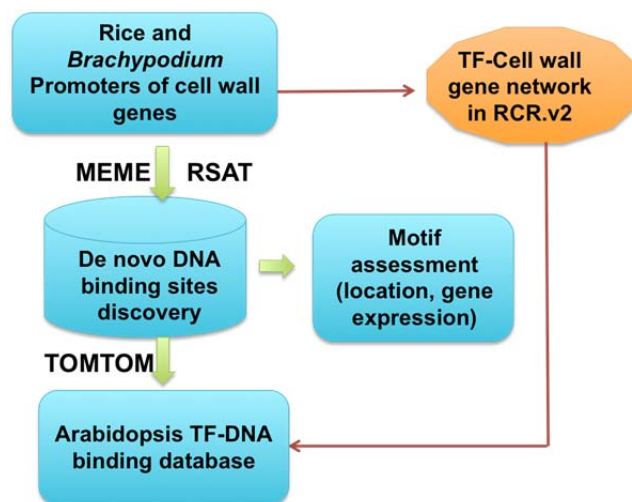 Rice and
Brachypodium
Promoters of cell wall
genes
TF-Cell wall
gene network
in RCR.v2
MEME RSAT
De novo DNA
binding sites
discovery
Motif
assessment
(location, gene
expression)
TOMTOM
Arabidopsis TF-DNA
binding database